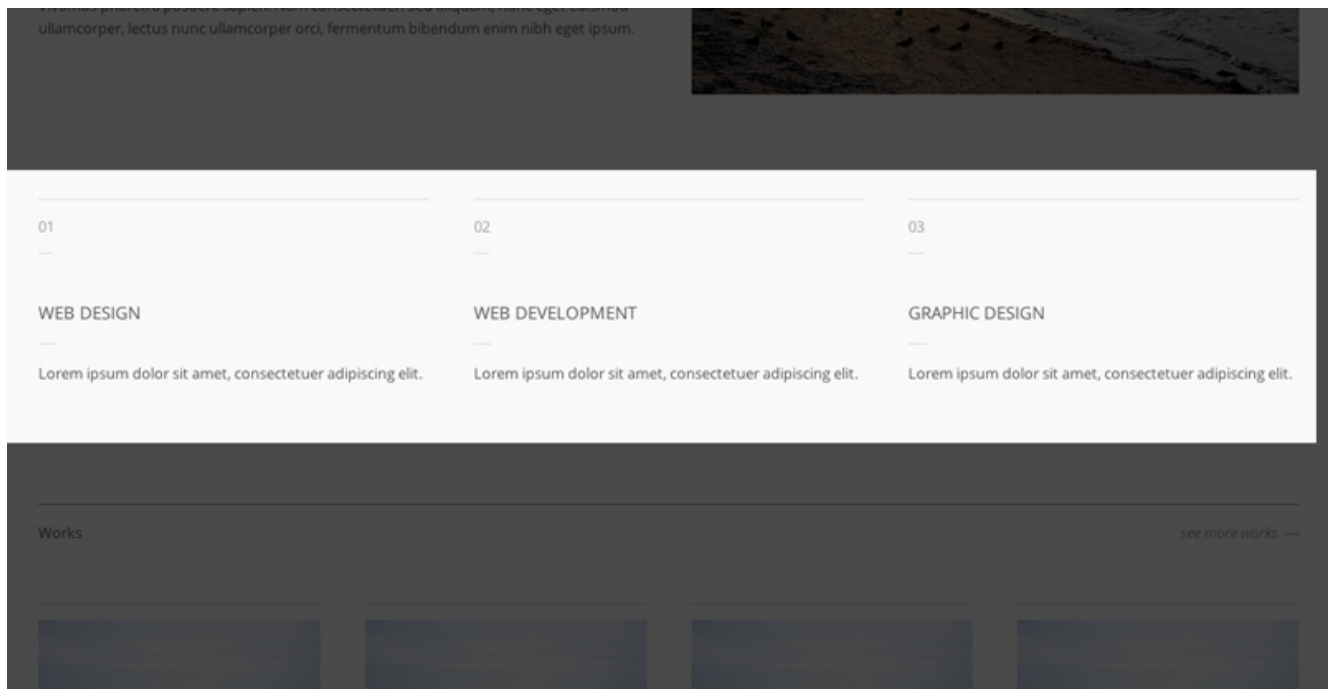 ullamcorper, lectus nunc ullamcorper orci, fermentum bibendum enim nibh eget ipsum.
01
WEB DESIGN
Lorem ipsum dolor sit amet, consectetuer adipiscing elit.
02
WEB DEVELOPMENT
Lorem ipsum dolor sit amet, consectetuer adipiscing elit.
03
GRAPHIC DESIGN
Lorem ipsum dolor sit amet, consectetuer adipiscing elit.
Works
see more works →